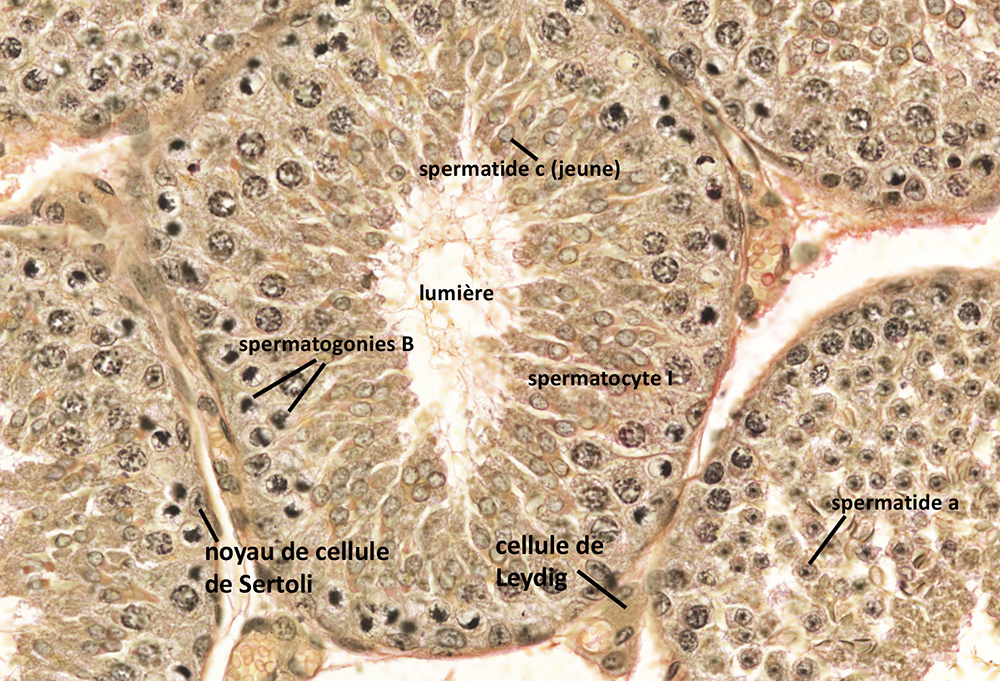 spermatide c (jeune)
lumière
spermatogonies B
spermatocyte I
spermatide a
noyau de cellule
de Sertoli
cellule de
Leydig